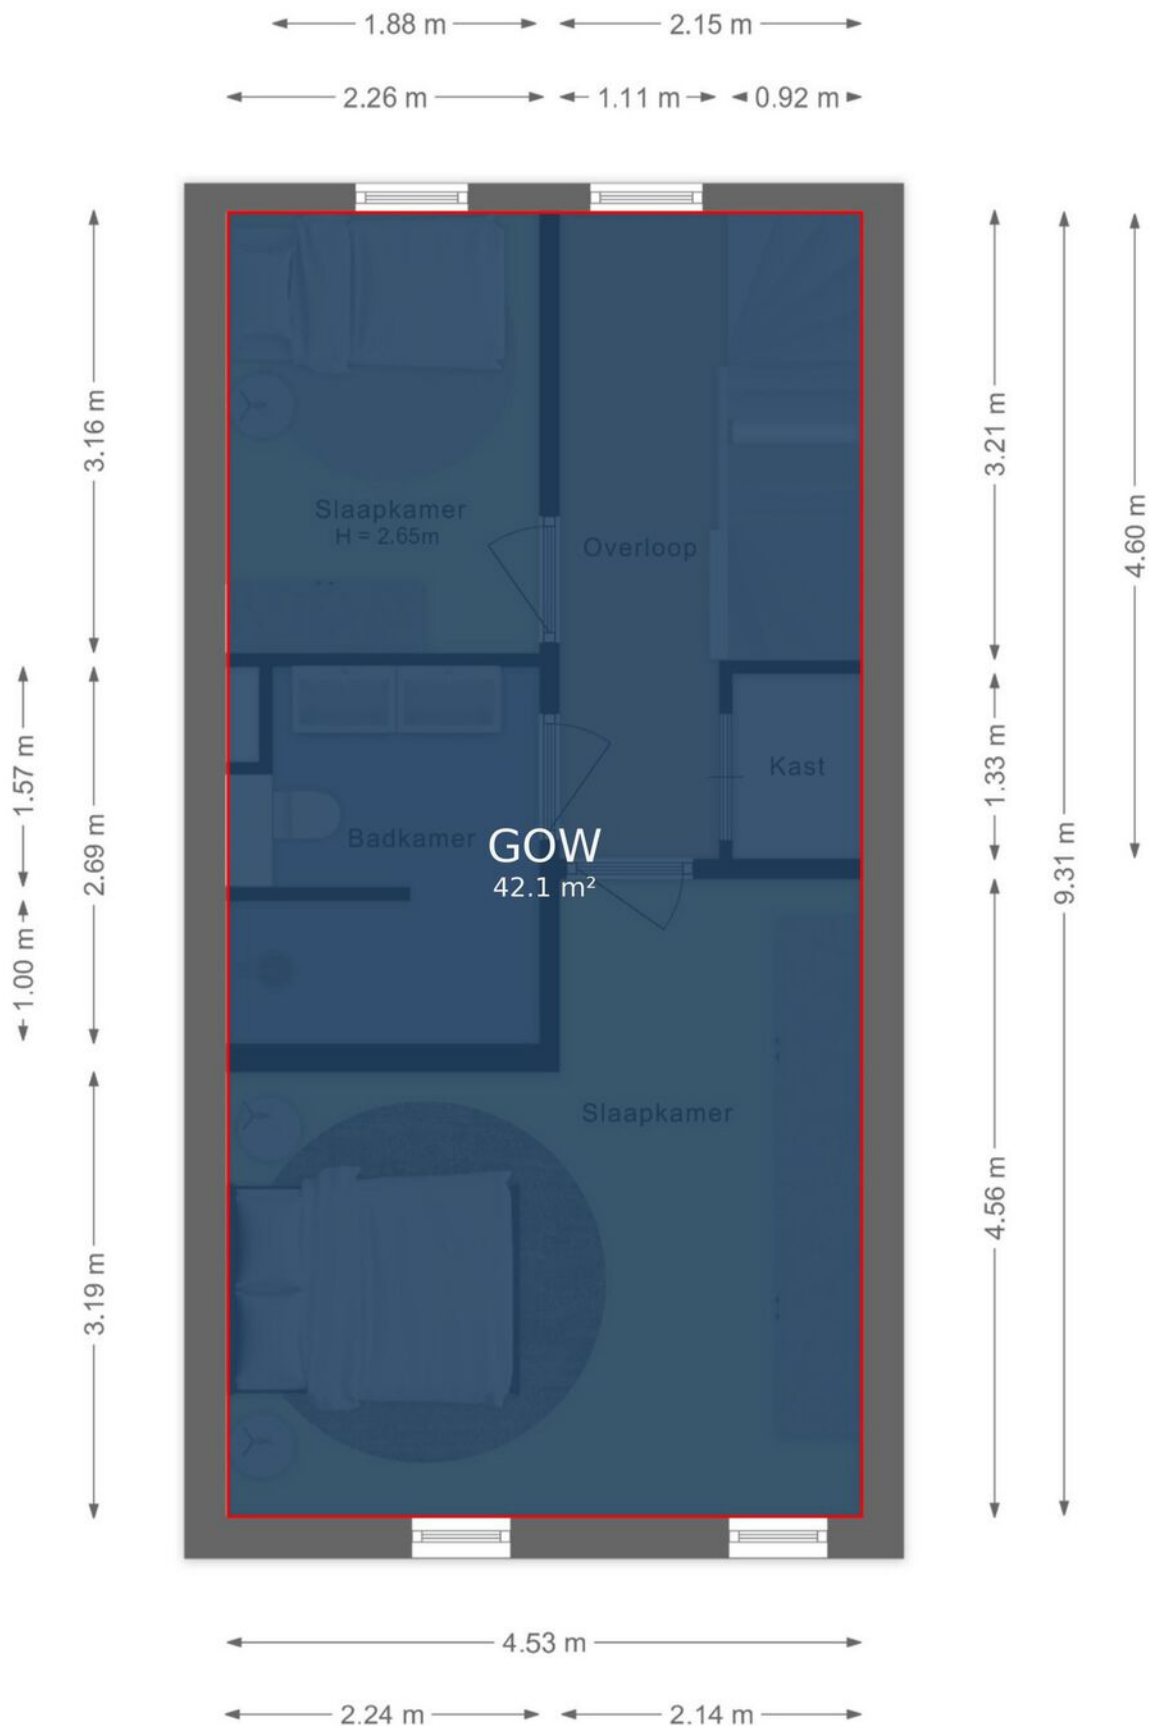 1.88 m
2.15 m
2.26 m
1.11 m
0.92 m
3.16 m
3.21 m
4.60 m
Slaapkamer
H = 2.65m
Overloop
1.57 m
2.69 m
1.33 m
9.31 m
Kast
Badkamer
GOW
42.1 m²
1.00 m
Slaapkamer
3.19 m
4.56 m
4.53 m
2.24 m
2.14 m